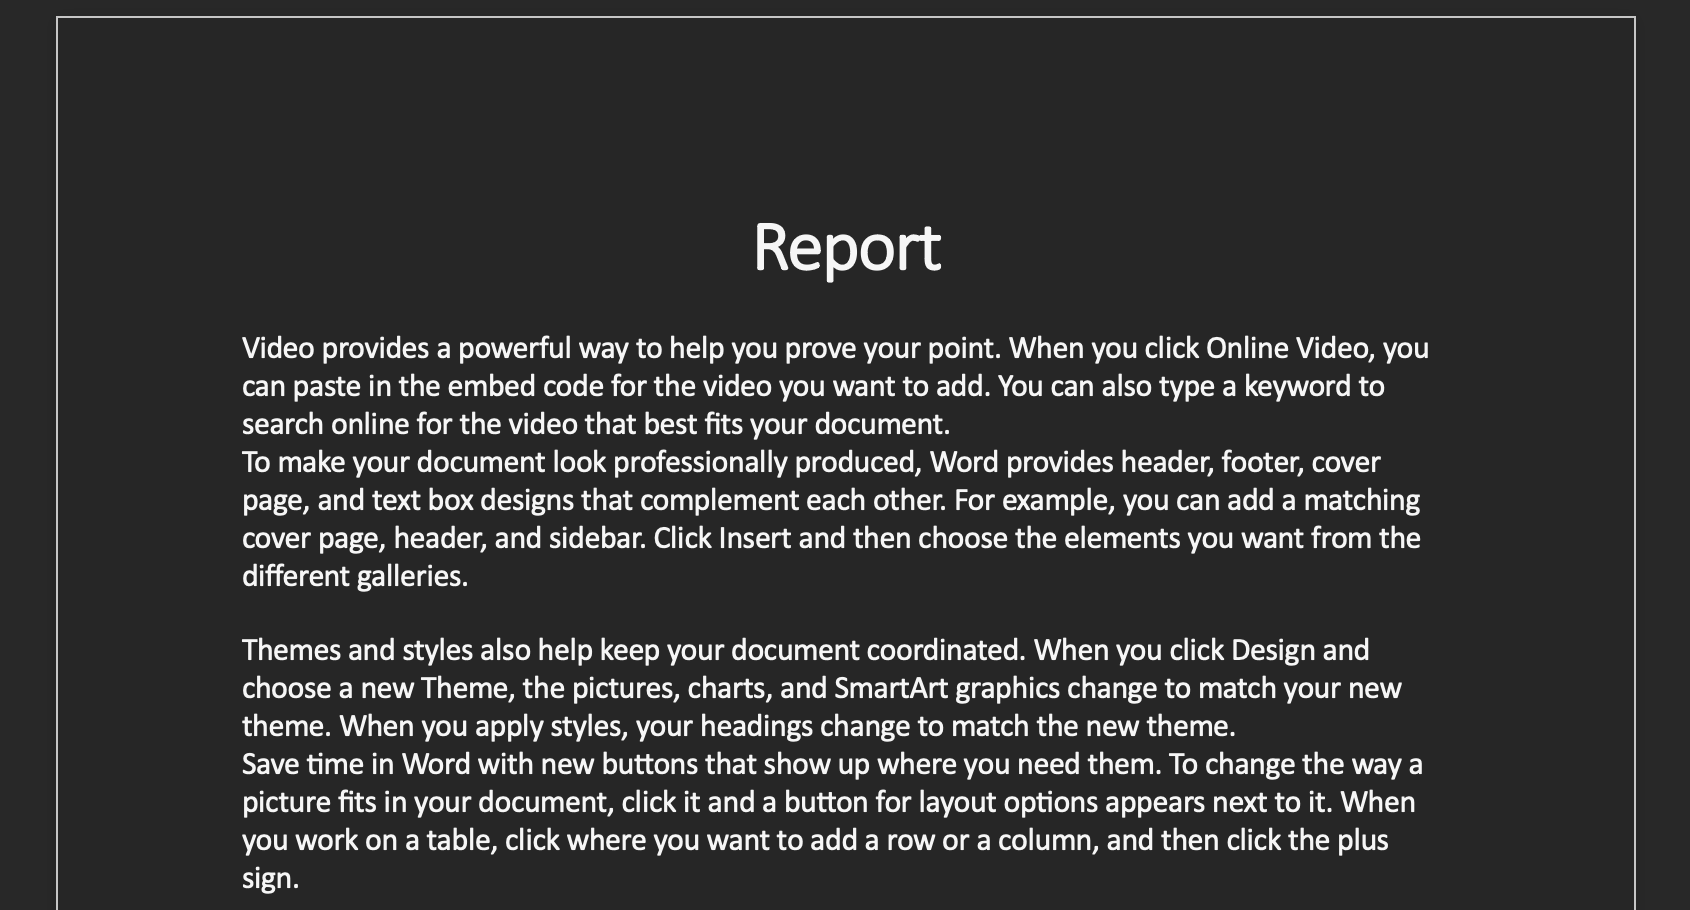 Report
Video provides a powerful way to help you prove your point. When you click Online Video, you
can paste in the embed code for the video you want to add. You can also type a keyword to
search online for the video that best fits your document.
To make your document look professionally produced, Word provides header, footer, cover
page, and text box designs that complement each other. For example, you can add a matching
cover page, header, and sidebar. Click Insert and then choose the elements you want from the
different galleries.
Themes and styles also help keep your document coordinated. When you click Design and
choose a new Theme, the pictures, charts, and SmartArt graphics change to match your new
theme. When you apply styles, your headings change to match the new theme.
Save time in Word with new buttons that show up where you need them. To change the way a
picture fits in your document, click it and a button for layout options appears next to it. When
you work on a table, click where you want to add a row or a column, and then click the plus
sign.